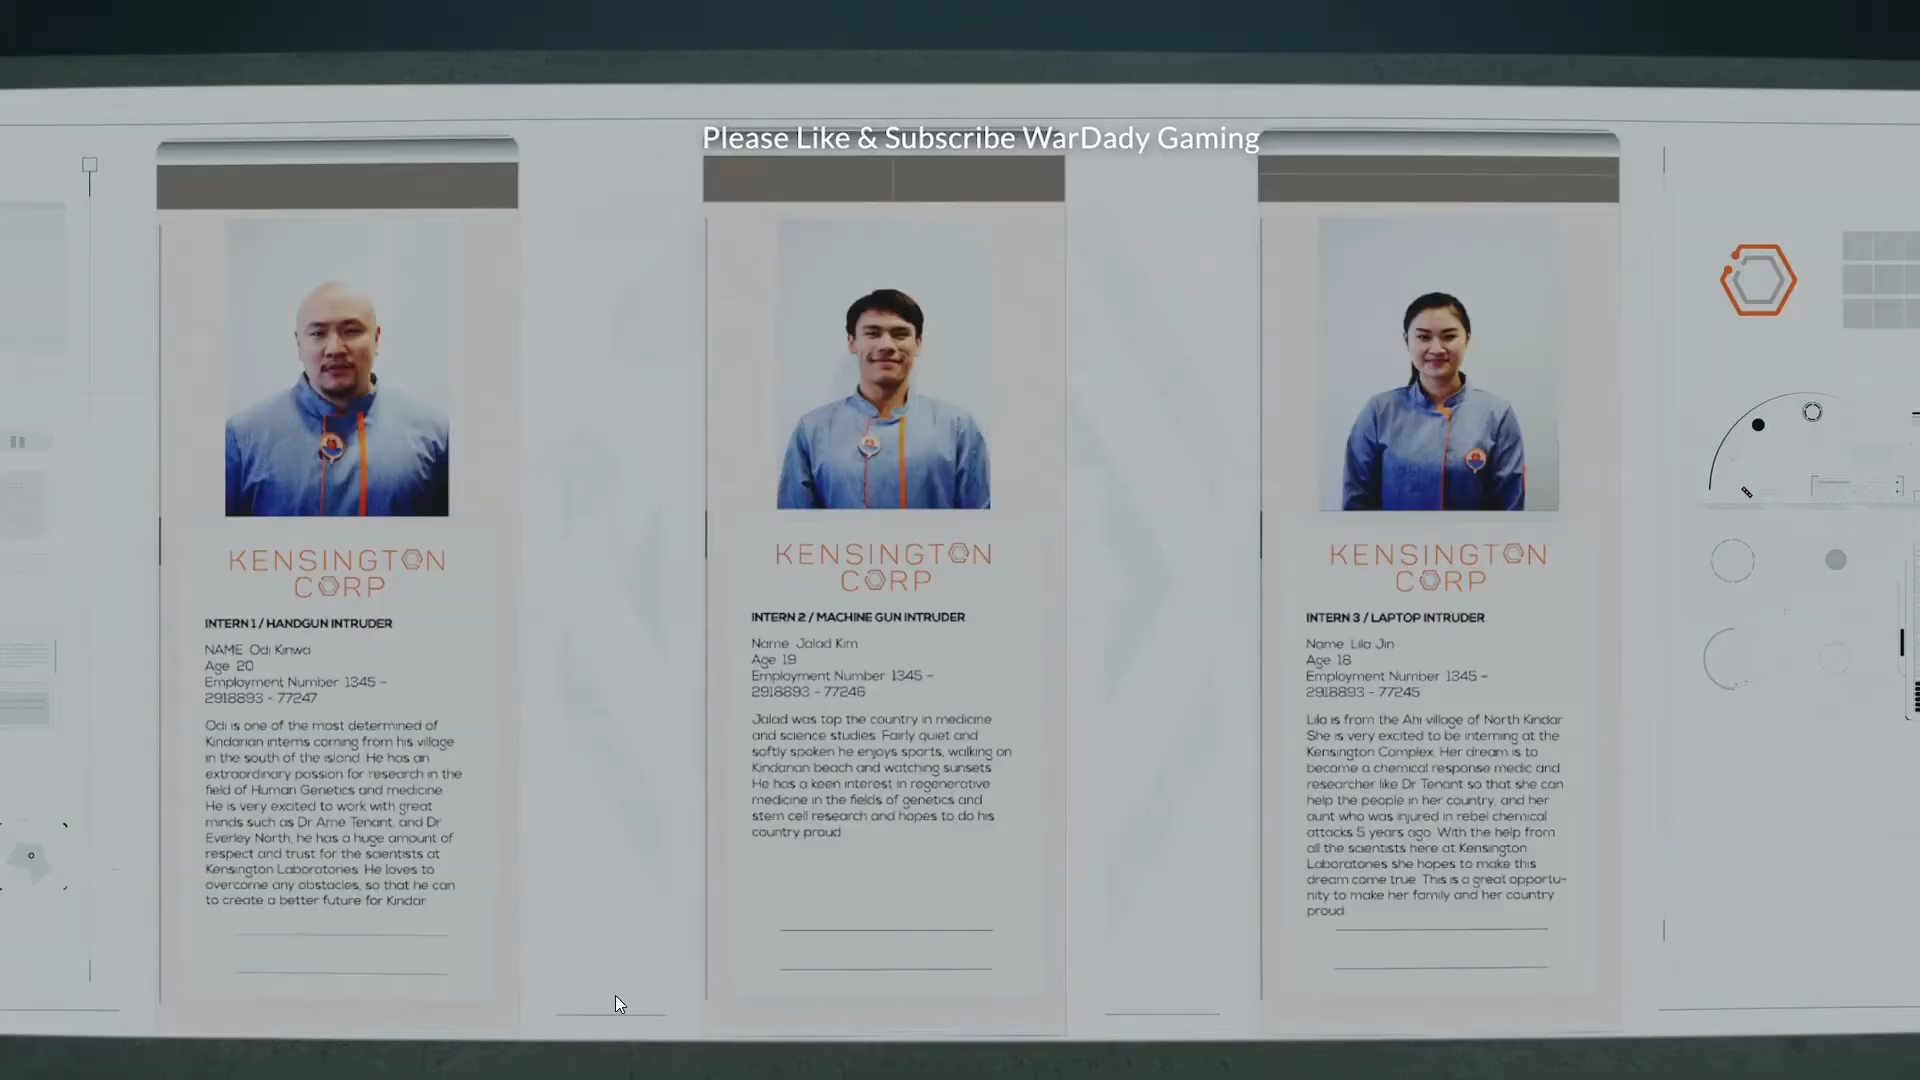 Please Like & Subscribe WarDady Gaming
KENSINGTON
CORP
INTERN 1 / HANDGUN INTRUDER
NAME Odi Kinwa
Age 20
Employment Number 1345 –
2918893 - 77247
Odi is one of the most determined of
Kindarian interns coming from his village
in the south of the island. He has an
extraordinary passion for research in the
field of Human Genetics and medicine
He is very excited to work with great
minds such as Dr Ame Tenant, and Dr
Everley North, he has a huge amount of
respect and trust for the scientists at
Kensington Laboratories. He loves to
overcome any obstacles, so that he can
to create a better future for Kindar
KENSINGTON
CORP
INTERN 2 / MACHINE GUN INTRUDER
Name Jalad Kim
Age 19
Employment Number 1345 –
2918893 - 77246
Jalad was top the country in medicine
and science studies. Fairly quiet and
softly spoken he enjoys sports, walking on
Kindarian beach and watching sunsets
He has a keen interest in regenerative
medicine in the fields of genetics and
stem cell research and hopes to do his
country proud
KENSINGTON
CORP
INTERN 3 / LAPTOP INTRUDER
Name Lila Jin
Age 18
Employment Number 1345 –
2918893 - 77245
Lila is from the Ahi village of North Kindar
She is very excited to be interning at the
Kensington Complex. Her dream is to
become a chemical response medic and
researcher like Dr Tenant so that she can
help the people in her country, and her
aunt who was injured in rebel chemical
attacks 5 years ago. With the help from
all the scientists here at Kensington
Laboratories she hopes to make this
dream come true. This is a great opportu-
nity to make her family and her country
proud